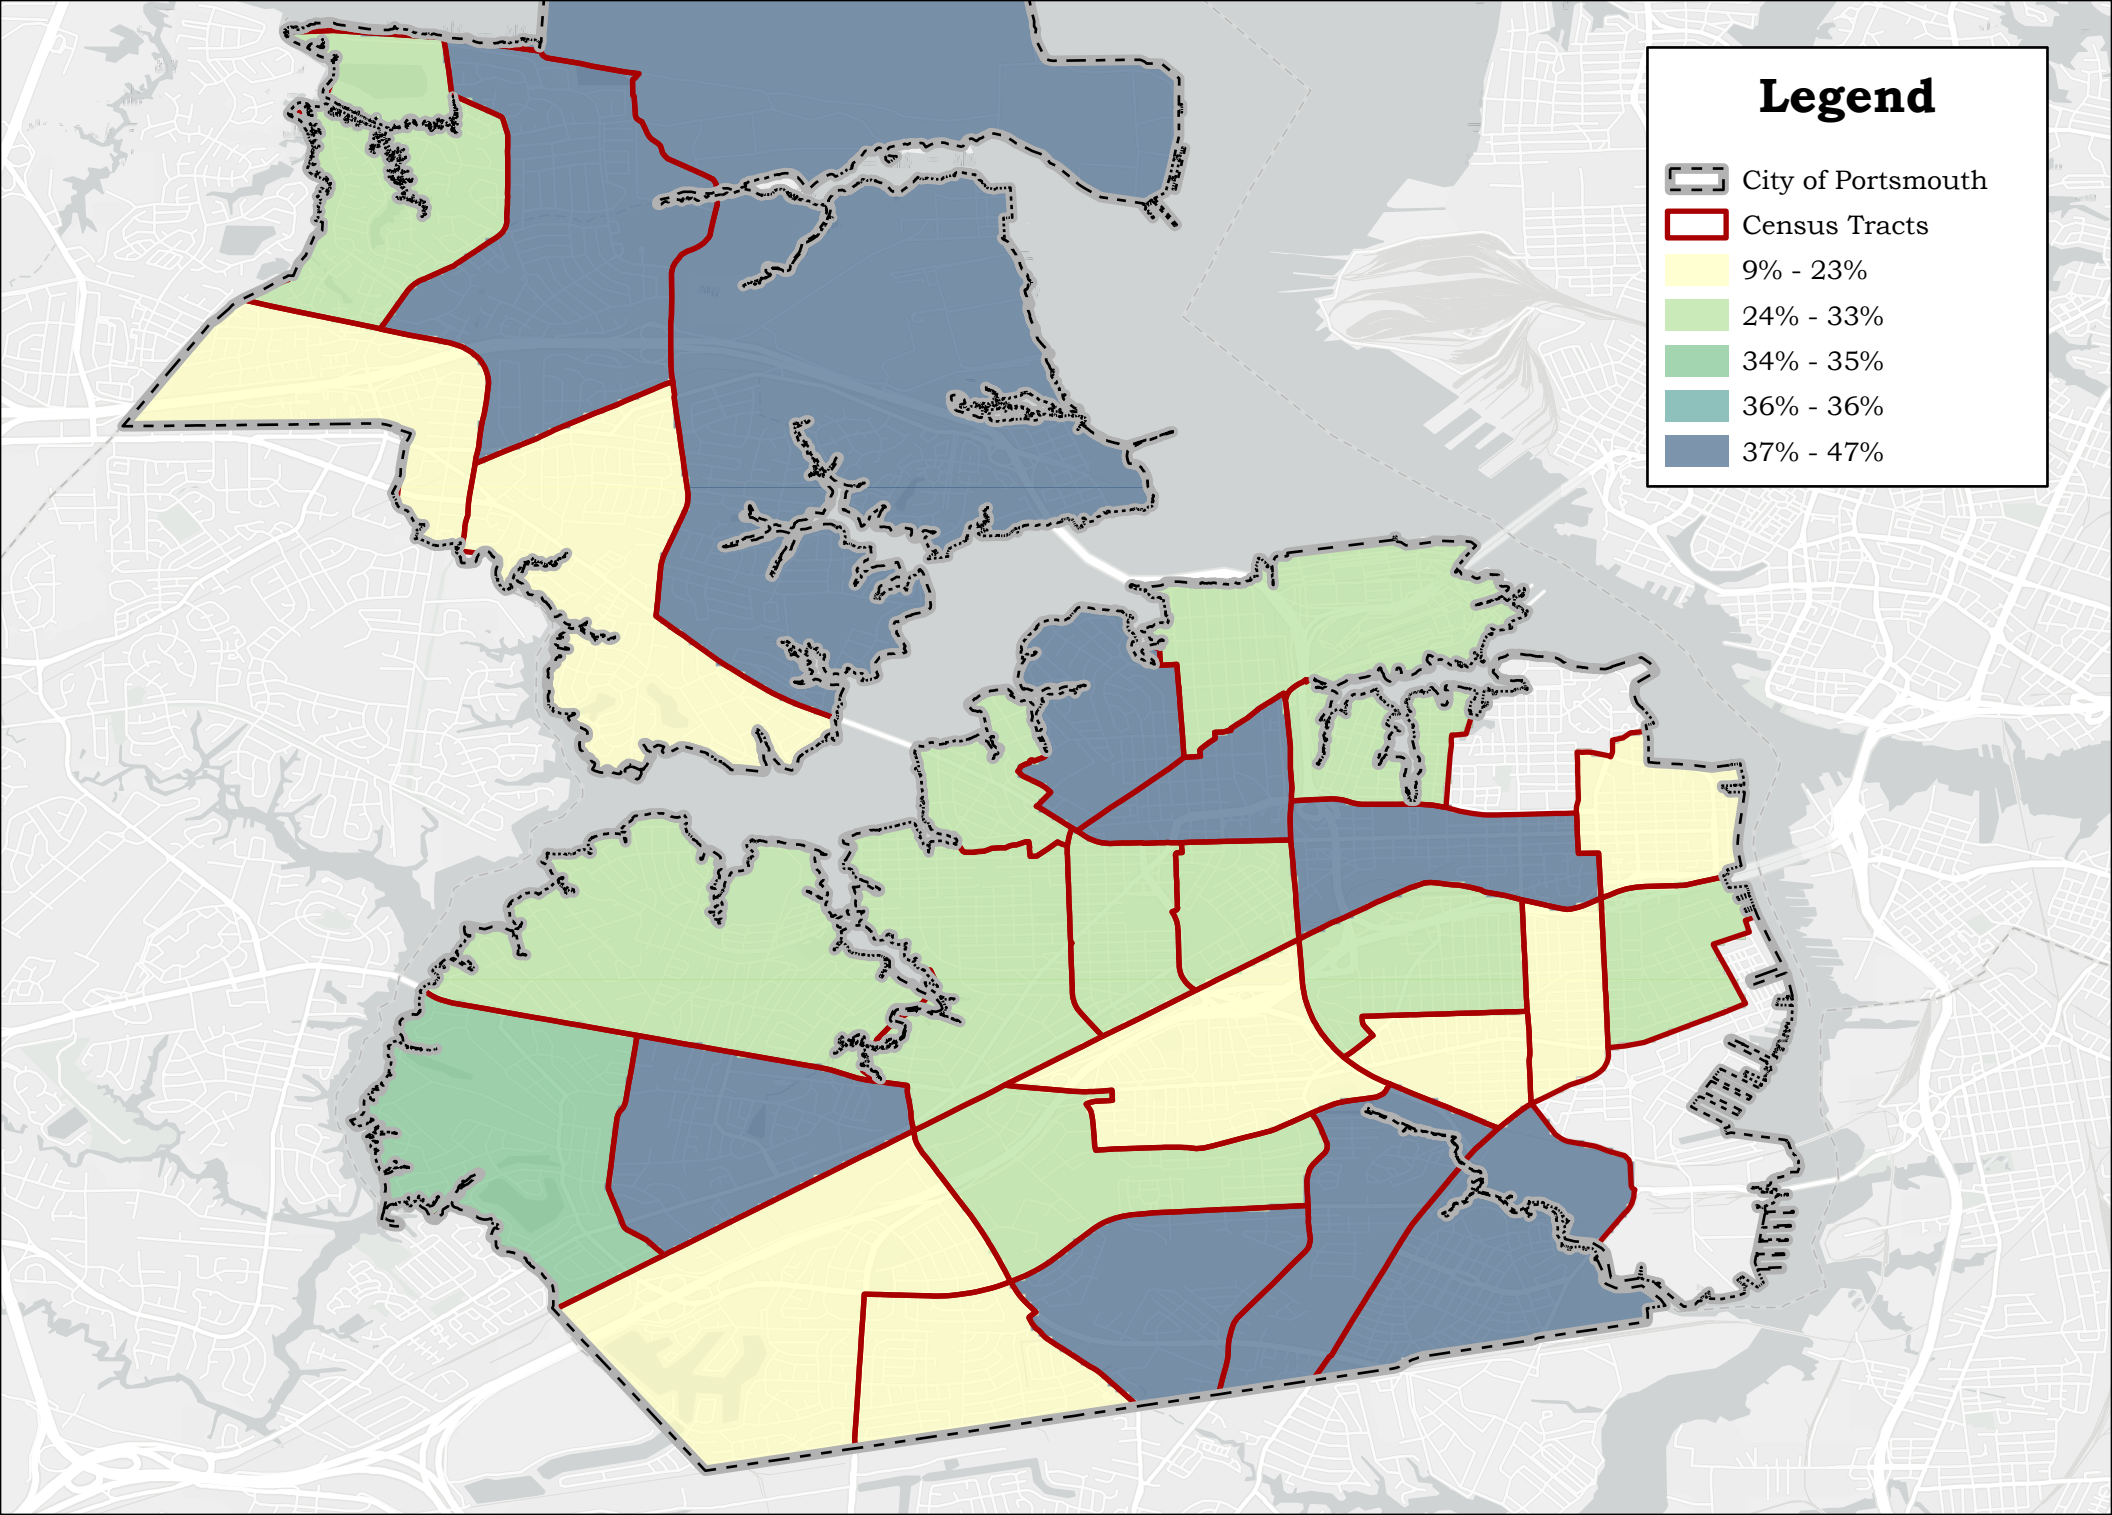 Legend
City of Portsmouth
Census Tracts
9% - 23%
24% - 33%
34% - 35%
36% - 36%
37% - 47%